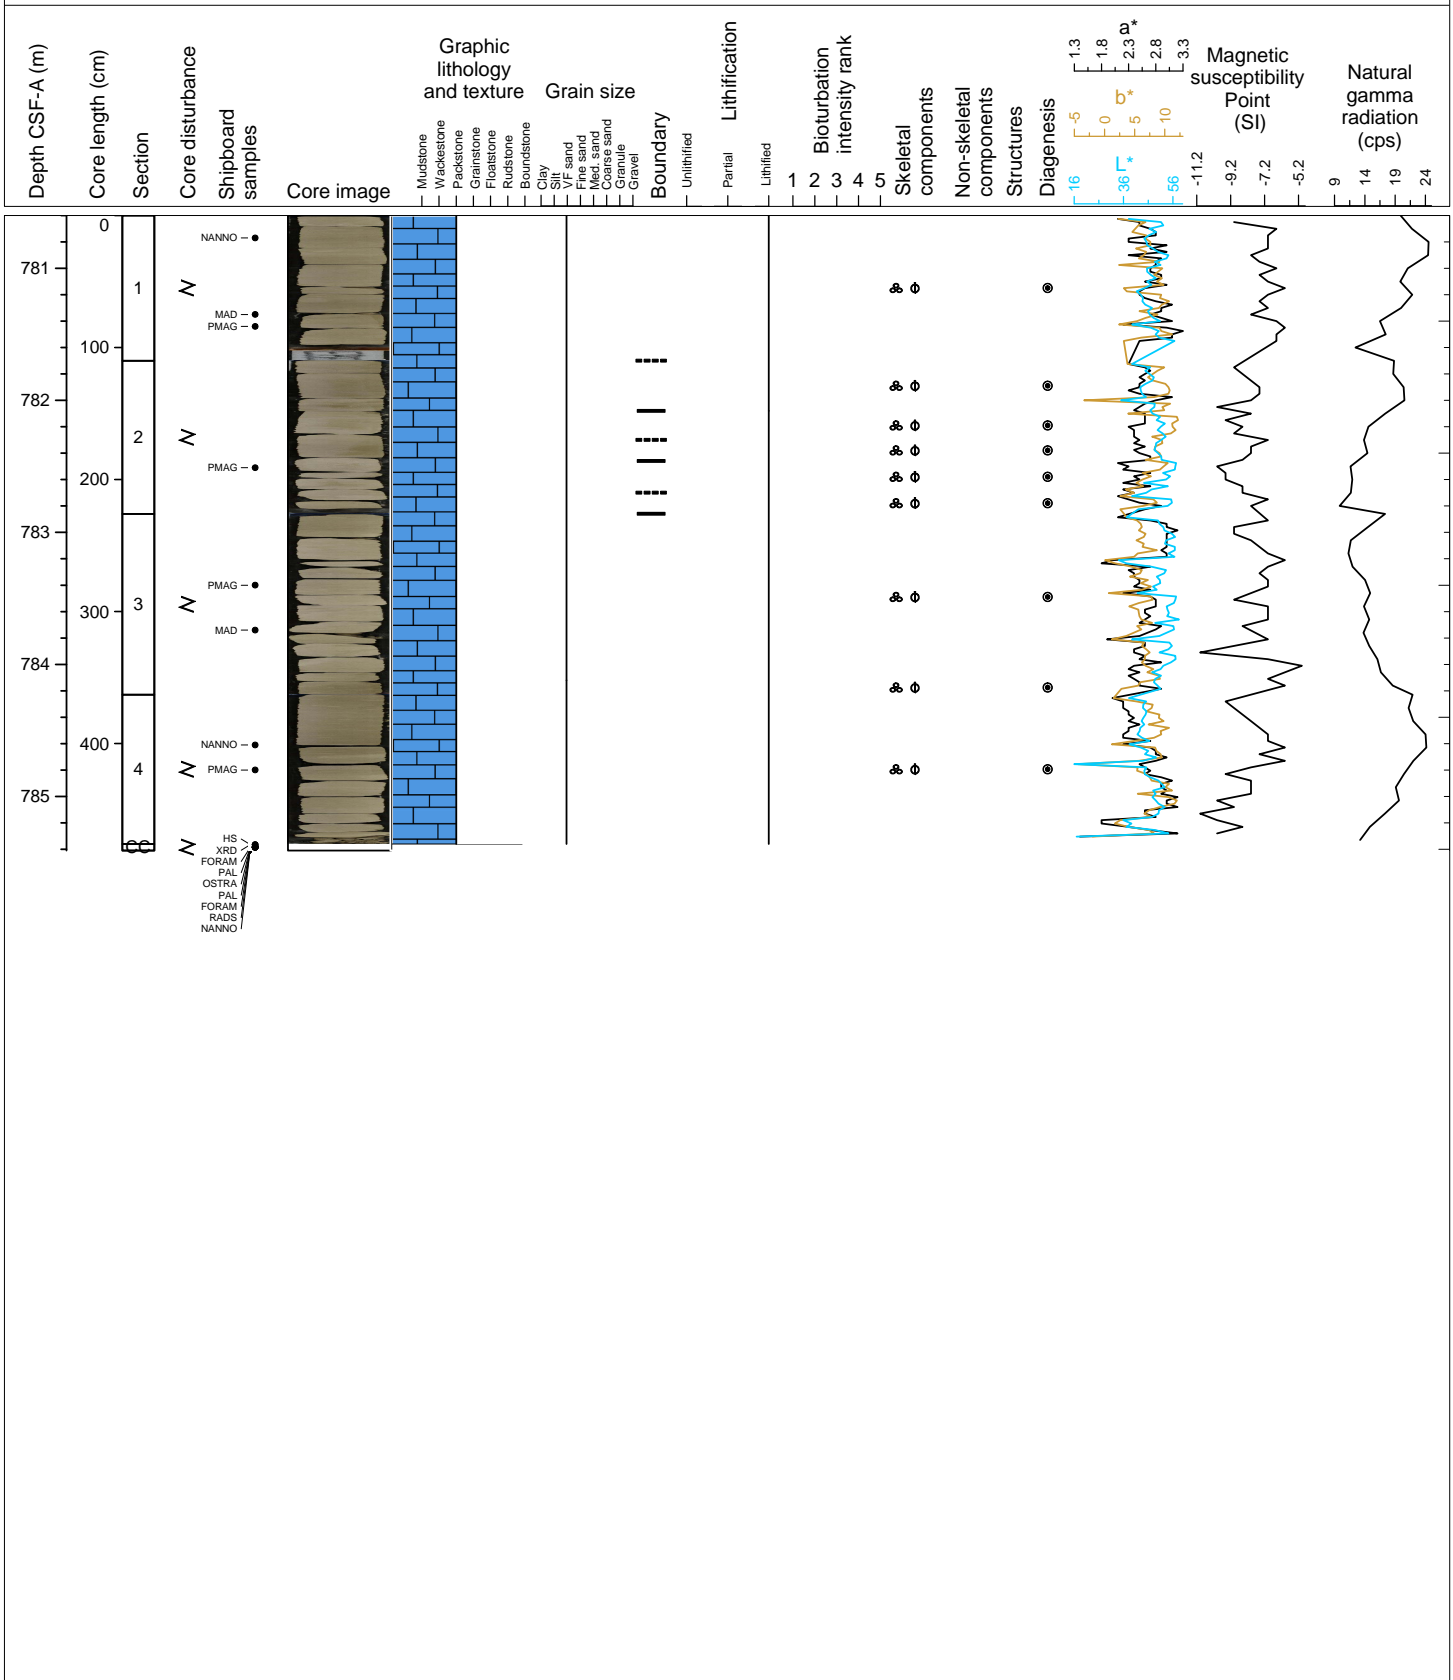 Depth CSF-A (m)
Core length (cm)
Section
Core disturbance
Shipboard
samples
Core image
Graphic
lithology
and texture
Mudstone
Wackestone
Packstone
Grainstone
Floatstone
Rudstone
Boundstone
Grain size
Clay
Silt
VF sand
Fine sand
Med. sand
Coarse sand
Granule
Gravel
Boundary
Lithification
Unlithified
Partial
Lithified
Bioturbation
intensity rank
1 2 3 4 5
Skeletal
components
Non-skeletal
components
Structures
Diagenesis
a*
1.3 1.8 2.3 2.8 3.3
b*
-5 0 5 10
L*
16 36 56
Magnetic
susceptibility
Point
(SI)
-11.2 -9.2 -7.2 -5.2
Natural
gamma
radiation
(cps)
9 14 19 24
0
NANNO
781
1
MAD
PMAG
100
782
2
PMAG
200
783
PMAG
3
300
MAD
784
NANNO
400
4
PMAG
785
HS
CC
XRD
FORAM
PAL
OSTRA
PAL
FORAM
RADS
NANNO